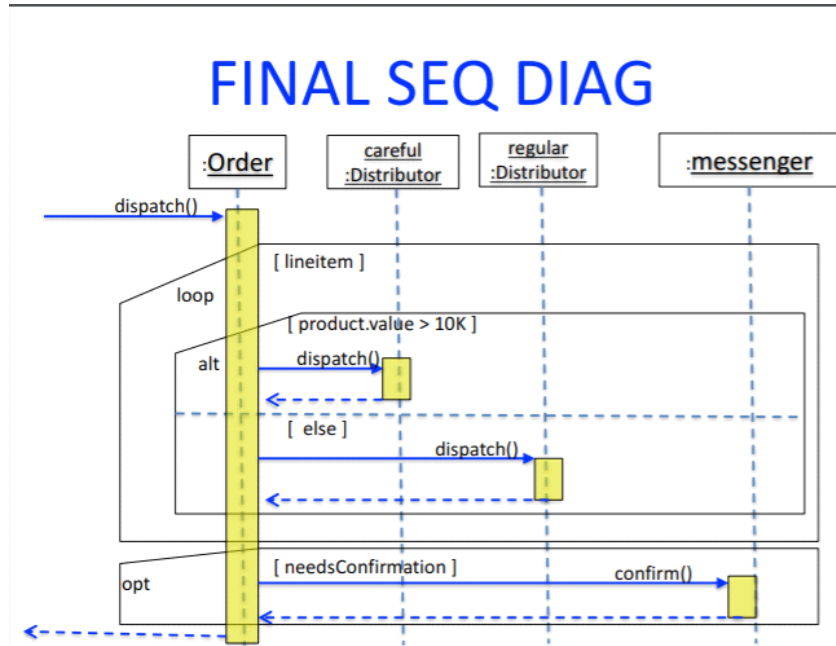 FINAL SEQ DIAG
:Order
careful
:Distributor
regular
:Distributor
:messenger
dispatch()
[ lineitem ]
loop
[ product.value > 10K ]
alt
dispatch()
[ else ]
dispatch()
[ needsConfirmation ]
confirm()
opt